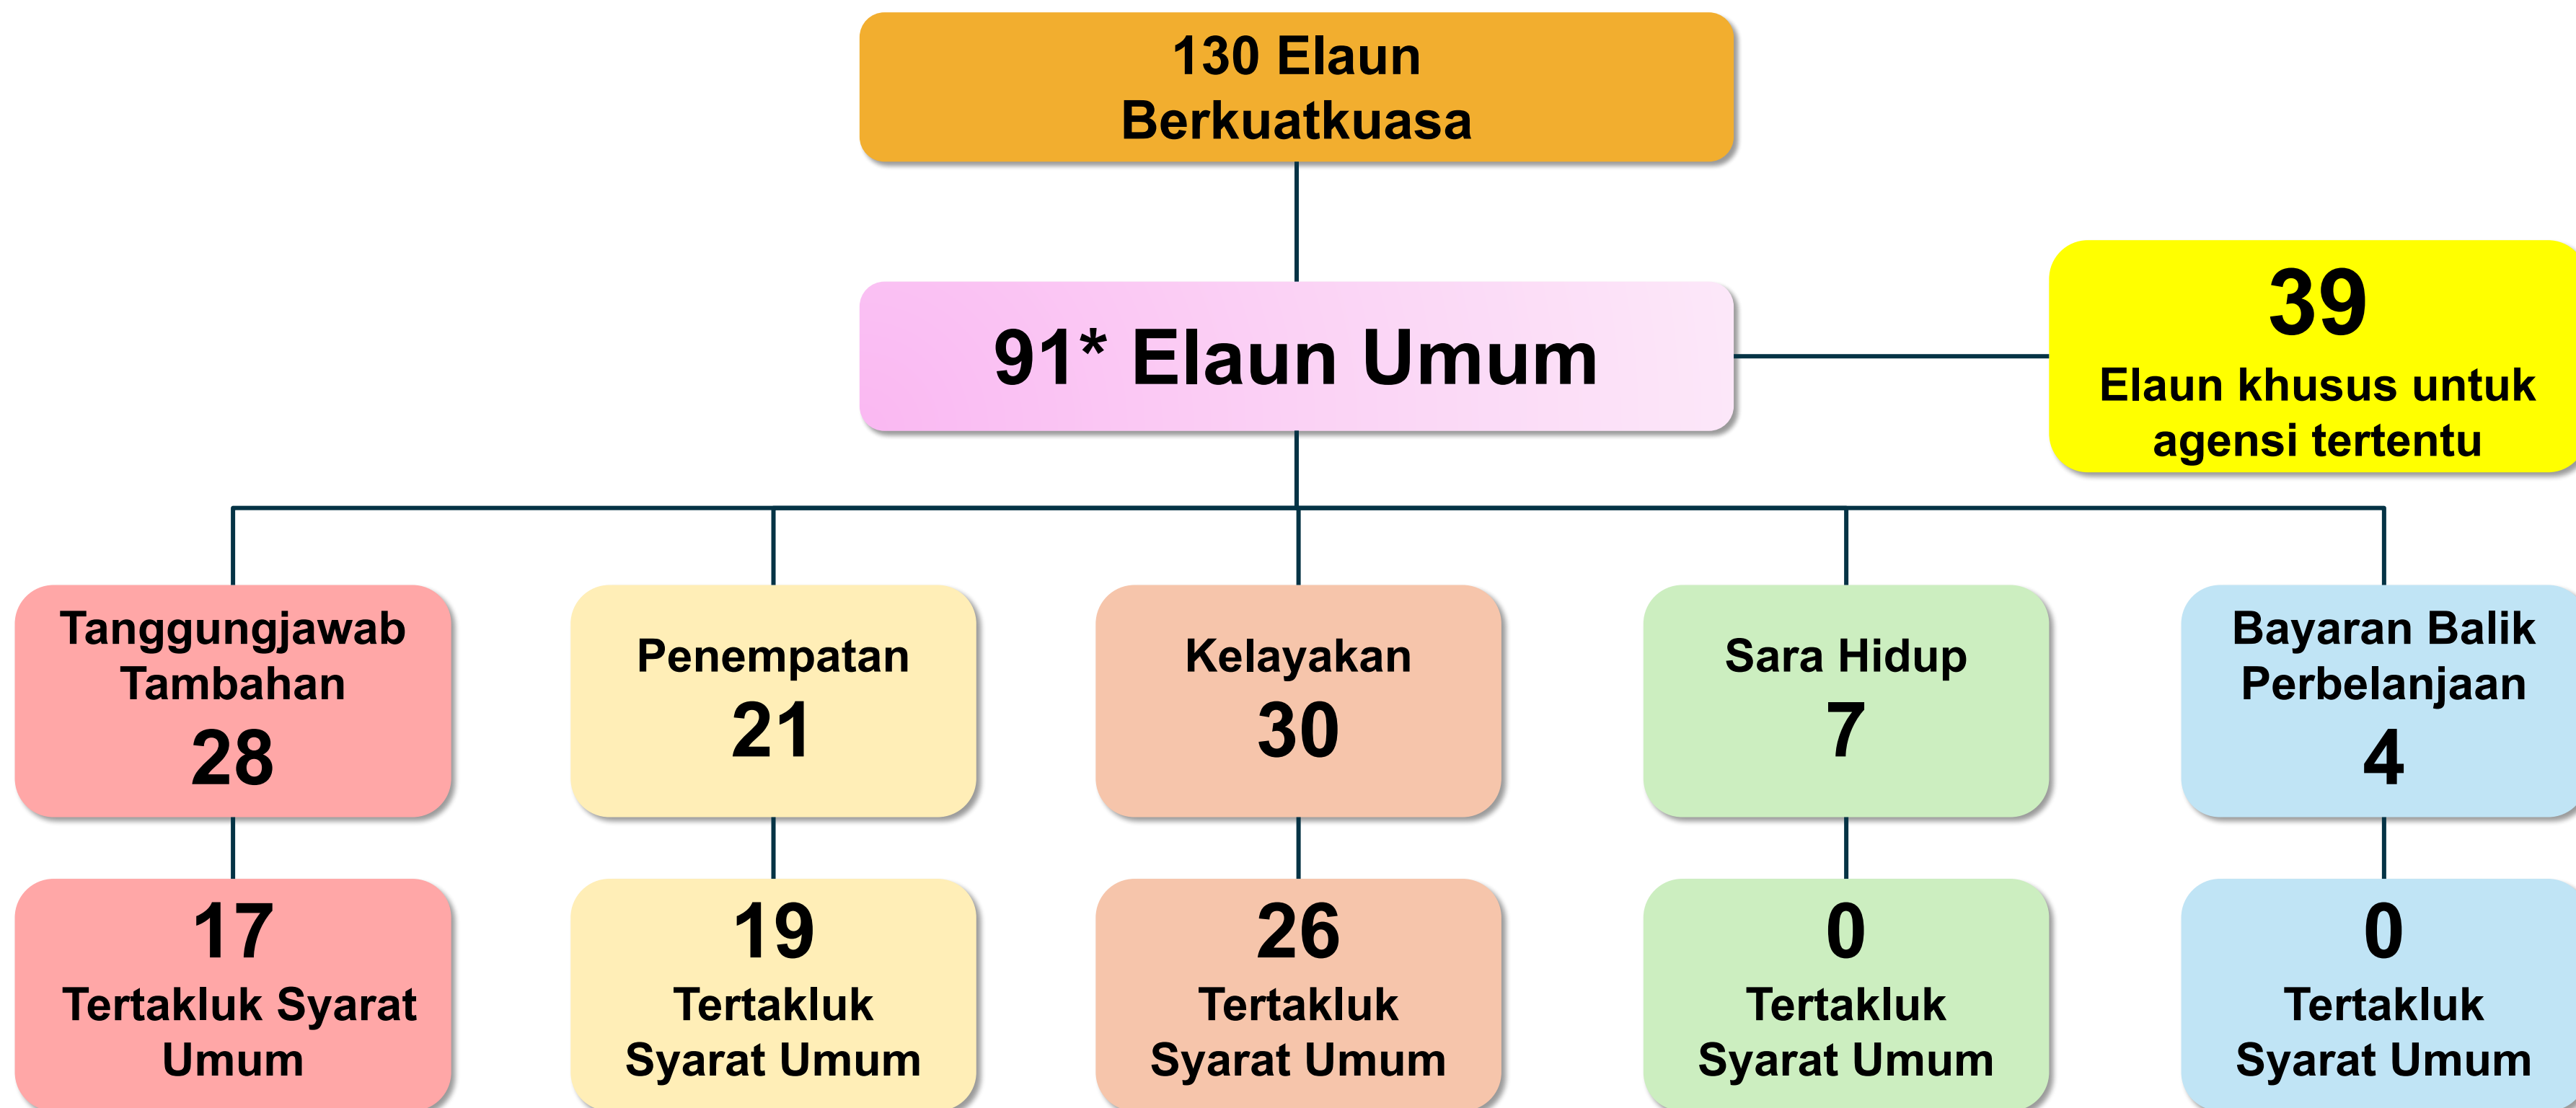 130 Elaun
Berkuatkuasa
91* Elaun Umum
39
Elaun khusus untuk
agensi tertentu
Tanggungjawab
Tambahan
28
Penempatan
21
Kelayakan
30
Sara Hidup
7
Bayaran Balik
Perbelanjaan
4
17
Tertakluk Syarat
Umum
19
Tertakluk
Syarat Umum
26
Tertakluk
Syarat Umum
0
Tertakluk
Syarat Umum
0
Tertakluk
Syarat Umum